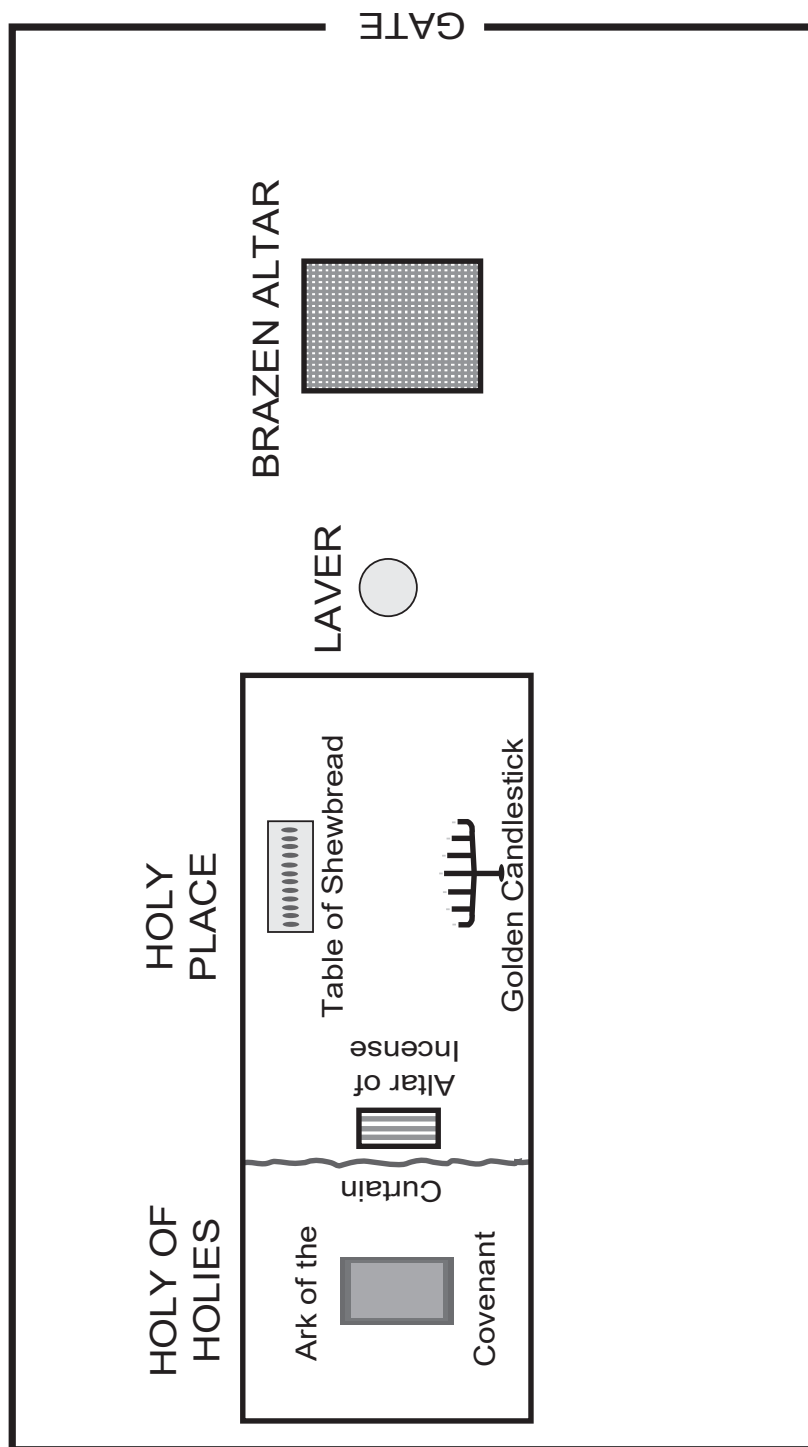 GATE
BRAZEN ALTAR
LAVER
HOLY
PLACE
Table of Shewbread
Golden Candlestick
Altar of
Incense
Curtain
HOLY OF
HOLIES
Ark of the
Covenant